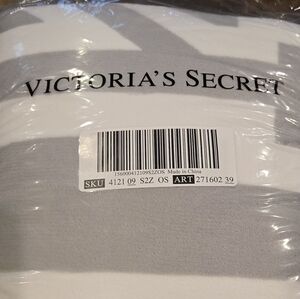 VICTORIA'S SECRET
156000412109S2ZOS Made in China
SKU 4121 09 S2Z OS ART 271602 39